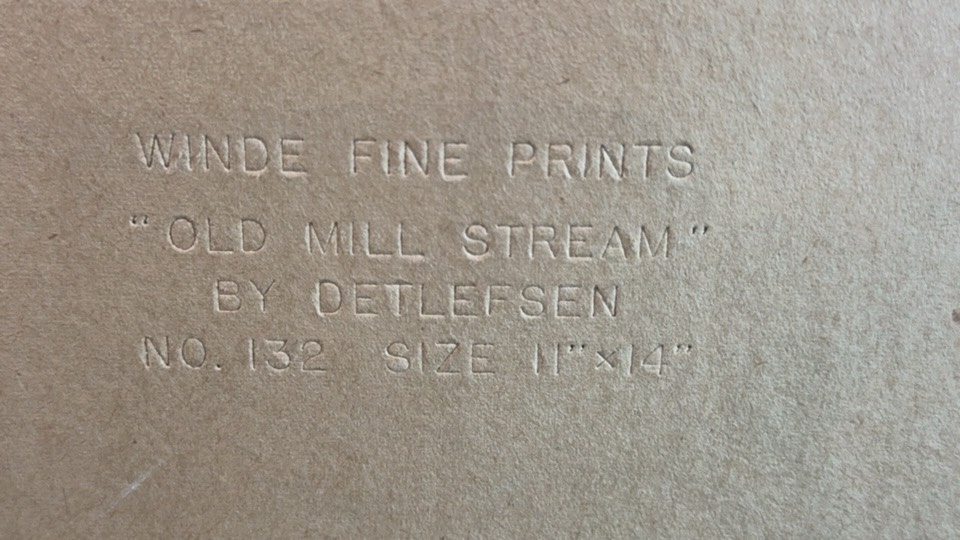 WINDE FINE PRINTS
"OLD MILL STREAM"
BY DETLEFSEN
NO. 132 SIZE 11"×14"